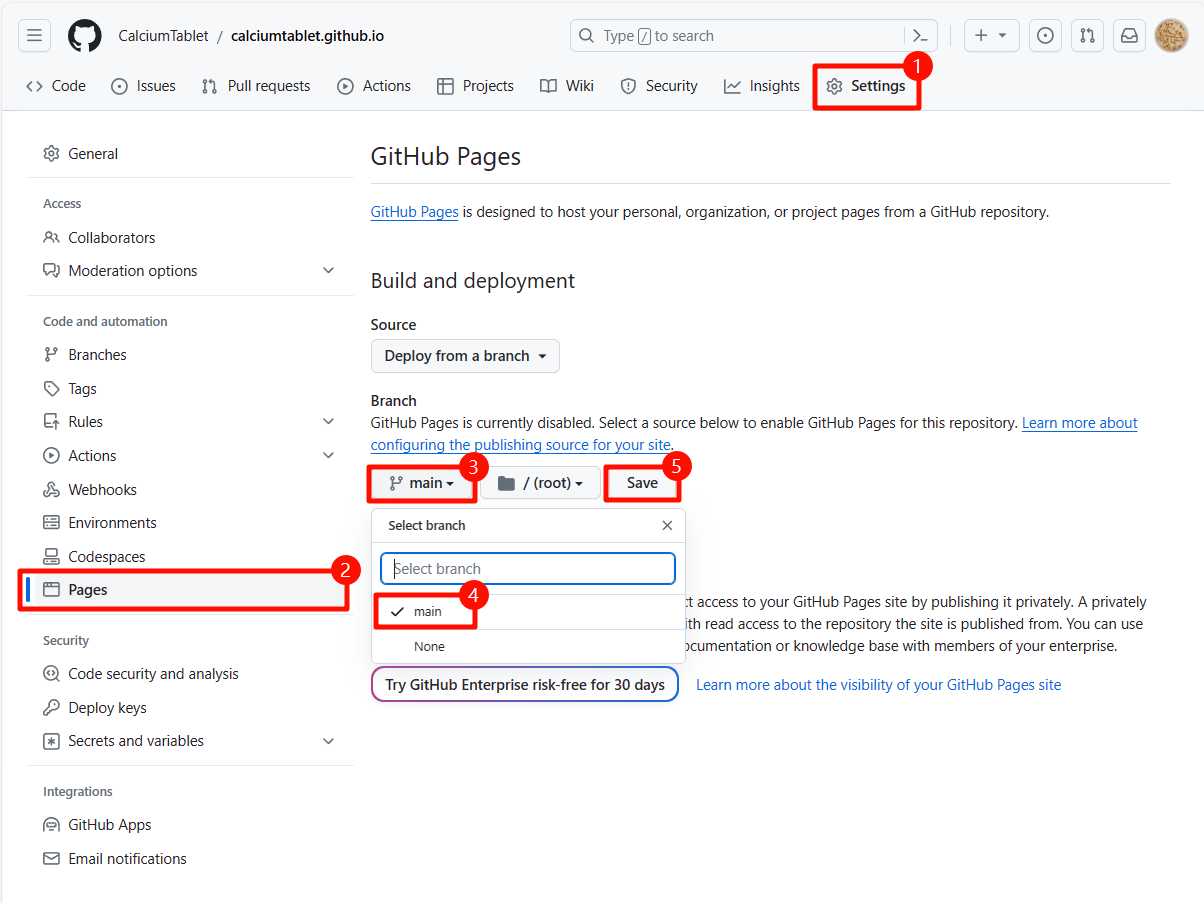 CalciumTablet / calciumtablet.github.io
Type / to search
Code Issues Pull requests Actions Projects Wiki Security Insights Settings
1
General
Access
Collaborators
Moderation options
Code and automation
Branches
Tags
Rules
Actions
Webhooks
Environments
Codespaces
Pages
2
Security
Code security and analysis
Deploy keys
Secrets and variables
Integrations
GitHub Apps
Email notifications
GitHub Pages
GitHub Pages is designed to host your personal, organization, or project pages from a GitHub repository.
Build and deployment
Source
Deploy from a branch
Branch
GitHub Pages is currently disabled. Select a source below to enable GitHub Pages for this repository. Learn more about
configuring the publishing source for your site.
main 3 / (root) Save 5
Select branch
Select branch
main 4
None
access to your GitHub Pages site by publishing it privately. A privately
with read access to the repository the site is published from. You can use
documentation or knowledge base with members of your enterprise.
Try GitHub Enterprise risk-free for 30 days Learn more about the visibility of your GitHub Pages site